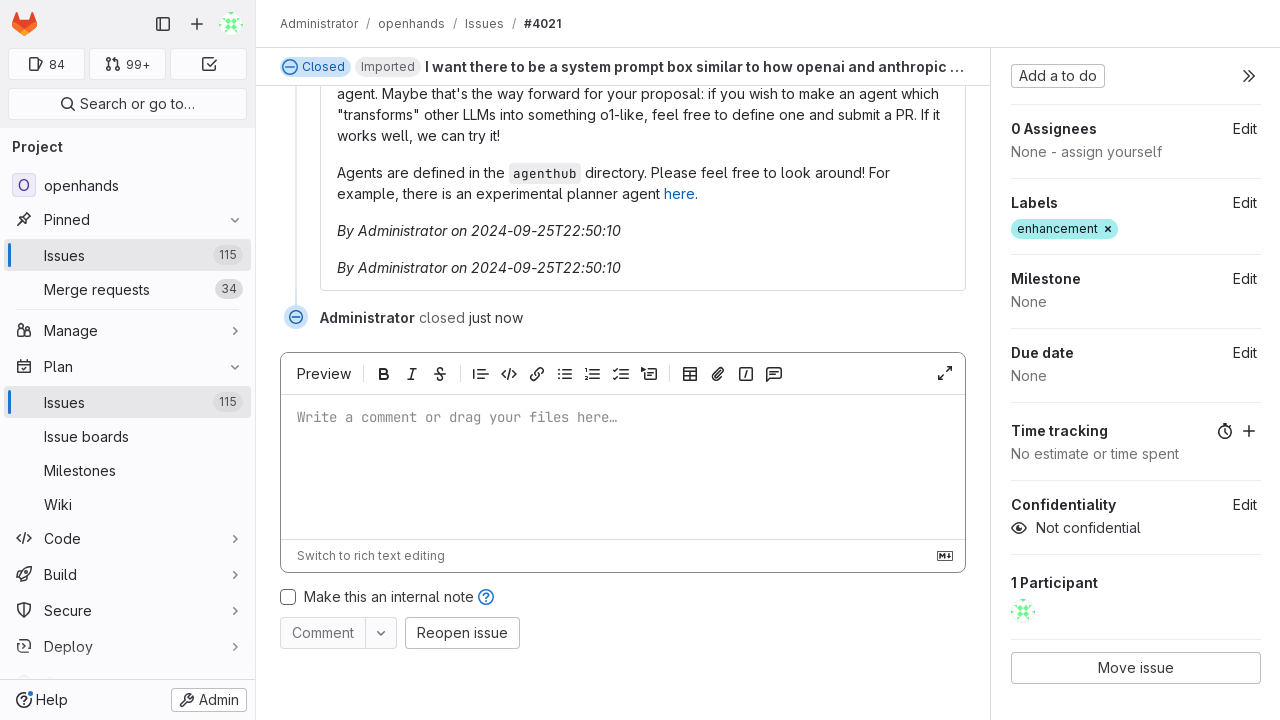 Administrator / openhands / Issues / #4021
84
99+
Search or go to…
Project
O openhands
Pinned
Issues 115
Merge requests 34
Manage
Plan
Issues 115
Issue boards
Milestones
Wiki
Code
Build
Secure
Deploy
Help
Admin
Closed Imported I want there to be a system prompt box similar to how openai and anthropic …
agent. Maybe that's the way forward for your proposal: if you wish to make an agent which
"transforms" other LLMs into something o1-like, feel free to define one and submit a PR. If it
works well, we can try it!
Agents are defined in the agenthub directory. Please feel free to look around! For
example, there is an experimental planner agent here.
By Administrator on 2024-09-25T22:50:10
By Administrator on 2024-09-25T22:50:10
Administrator closed just now
Preview
Write a comment or drag your files here…
Switch to rich text editing
Make this an internal note
Comment
Reopen issue
Add a to do
0 Assignees Edit
None - assign yourself
Labels Edit
enhancement ×
Milestone Edit
None
Due date Edit
None
Time tracking
No estimate or time spent
Confidentiality Edit
Not confidential
1 Participant
Move issue